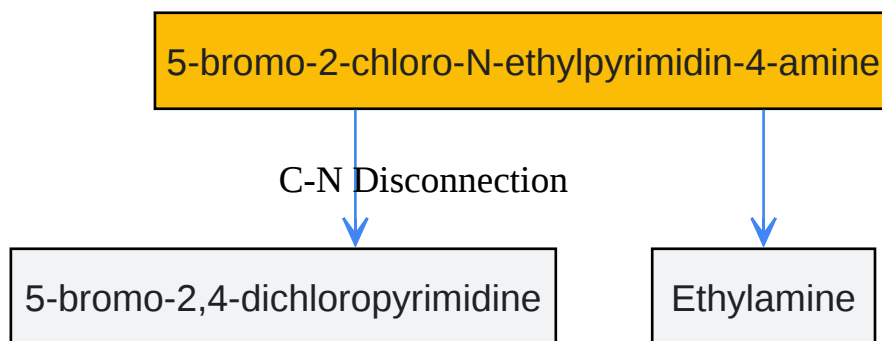 5-bromo-2-chloro-N-ethylpyrimidin-4-amine
C-N Disconnection
5-bromo-2,4-dichloropyrimidine
Ethylamine